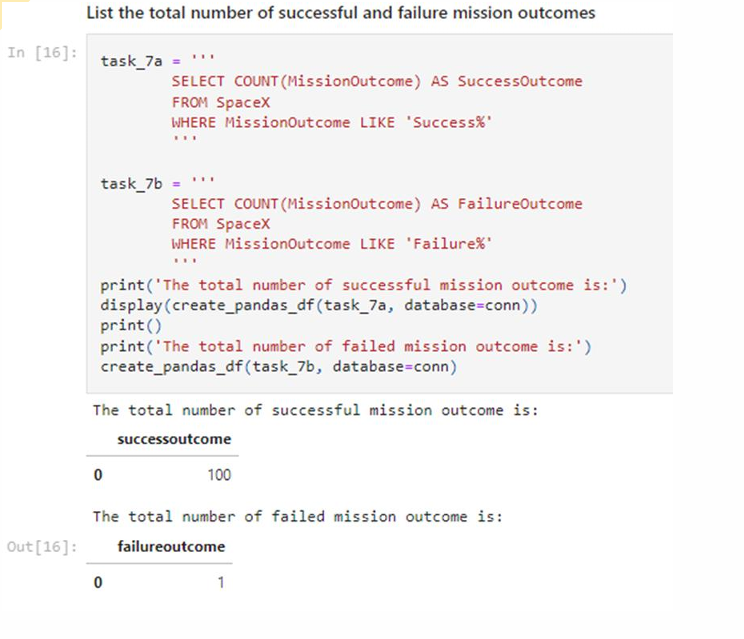 List the total number of successful and failure mission outcomes
In [16]:
task_7a = '''
SELECT COUNT(MissionOutcome) AS SuccessOutcome
FROM SpaceX
WHERE MissionOutcome LIKE 'Success%'
'''
task_7b = '''
SELECT COUNT(MissionOutcome) AS FailureOutcome
FROM SpaceX
WHERE MissionOutcome LIKE 'Failure%'
'''
print('The total number of successful mission outcome is:')
display(create_pandas_df(task_7a, database=conn))
print()
print('The total number of failed mission outcome is:')
create_pandas_df(task_7b, database=conn)
The total number of successful mission outcome is:
successoutcome
0 100
The total number of failed mission outcome is:
Out[16]: failureoutcome
0 1